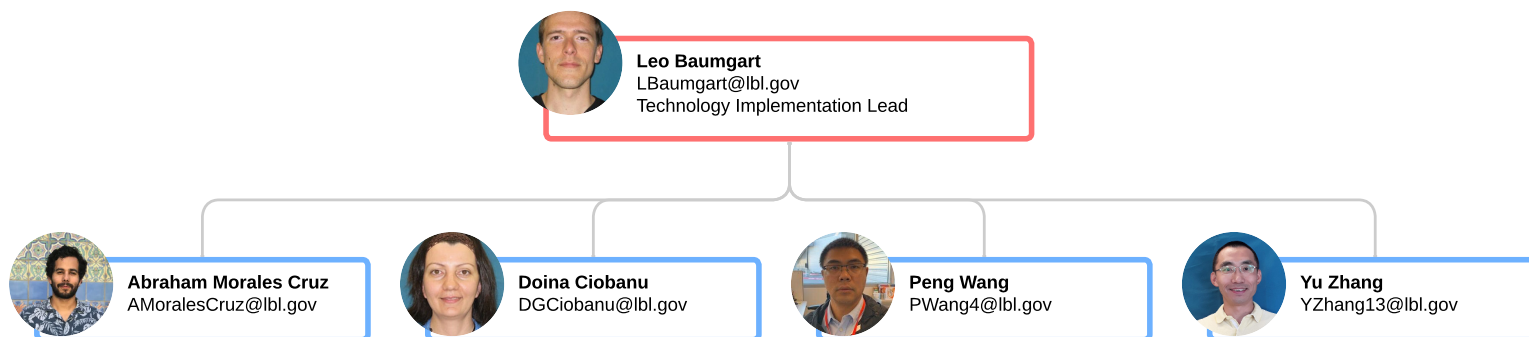 Leo Baumgart
LBaumgart@lbl.gov
Technology Implementation Lead
Abraham Morales Cruz
AMoralesCruz@lbl.gov
Doina Ciobanu
DGCiobanu@lbl.gov
Peng Wang
PWang4@lbl.gov
Yu Zhang
YZhang13@lbl.gov